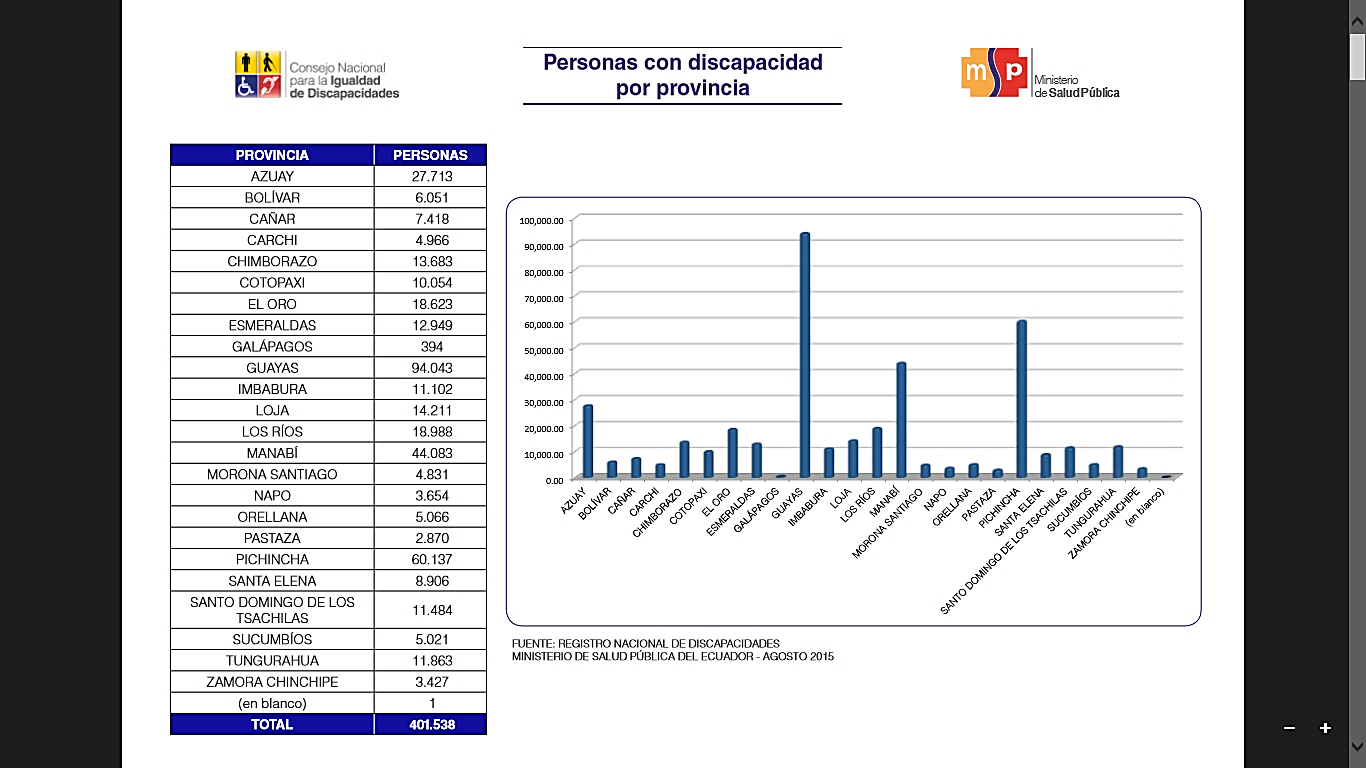 Consejo Nacional
para la Igualdad
de Discapacidades
Personas con discapacidad
por provincia
msp
Ministerio
de Salud Pública
PROVINCIA PERSONAS
AZUAY 27.713
BOLÍVAR 6.051
CAÑAR 7.418
CARCHI 4.966
CHIMBORAZO 13.683
COTOPAXI 10.054
EL ORO 18.623
ESMERALDAS 12.949
GALÁPAGOS 394
GUAYAS 94.043
IMBABURA 11.102
LOJA 14.211
LOS RÍOS 18.988
MANABÍ 44.083
MORONA SANTIAGO 4.831
NAPO 3.654
ORELLANA 5.066
PASTAZA 2.870
PICHINCHA 60.137
SANTA ELENA 8.906
SANTO DOMINGO DE LOS
TSACHILAS 11.484
SUCUMBÍOS 5.021
TUNGURAHUA 11.863
ZAMORA CHINCHIPE 3.427
(en blanco) 1
TOTAL 401.538
100,000.00
90,000.00
80,000.00
70,000.00
60,000.00
50,000.00
40,000.00
30,000.00
20,000.00
10,000.00
0.00
AZUAY
BOLÍVAR
CAÑAR
CARCHI
CHIMBORAZO
COTOPAXI
EL ORO
ESMERALDAS
GALÁPAGOS
GUAYAS
IMBABURA
LOJA
LOS RÍOS
MANABÍ
MORONA SANTIAGO
NAPO
ORELLANA
PASTAZA
PICHINCHA
SANTA ELENA
SANTO DOMINGO DE LOS TSACHILAS
SUCUMBÍOS
TUNGURAHUA
ZAMORA CHINCHIPE
(en blanco)
FUENTE: REGISTRO NACIONAL DE DISCAPACIDADES
MINISTERIO DE SALUD PÚBLICA DEL ECUADOR - AGOSTO 2015